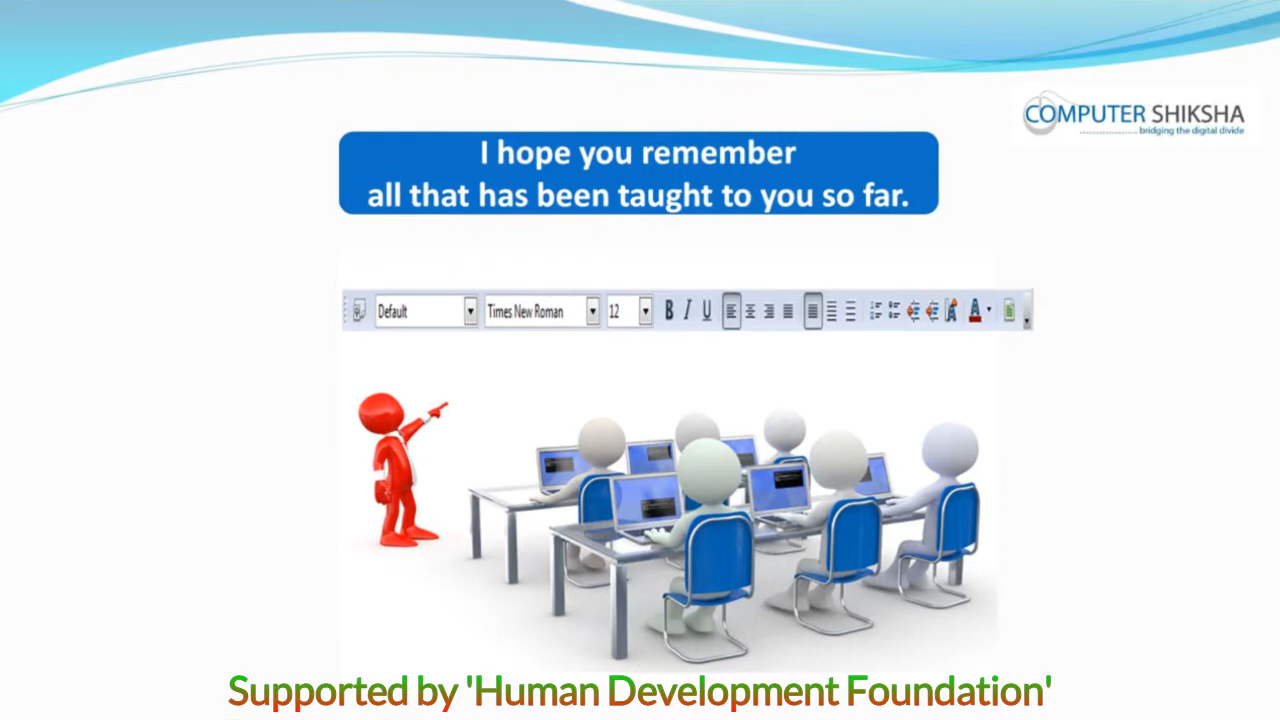 COMPUTER SHIKSHA
bridging the digital divide
I hope you remember
all that has been taught to you so far.
Default Times New Roman 12 B I U A
Supported by 'Human Development Foundation'